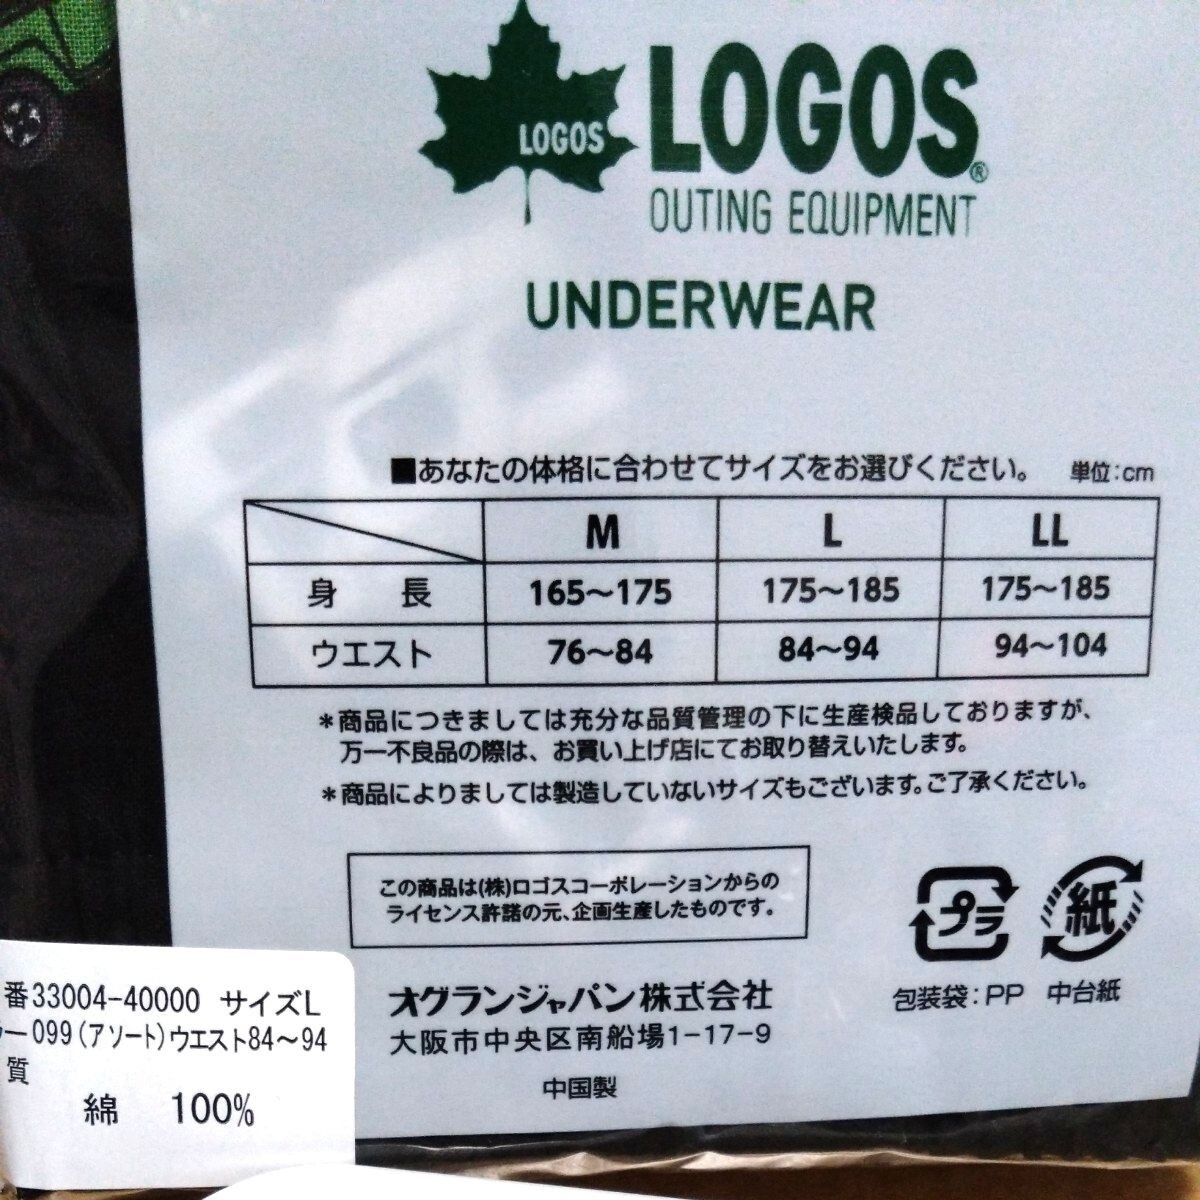 LOGOS
LOGOS®
OUTING EQUIPMENT
UNDERWEAR
■あなたの体格に合わせてサイズをお選びください。 単位:cm
M L LL
身 長 165～175 175～185 175～185
ウエスト 76～84 84～94 94～104
*商品につきましては充分な品質管理の下に生産検品しておりますが、
万一不良品の際は、お買い上げ店にてお取り替えいたします。
*商品によりましては製造していないサイズもございます。ご了承ください。
この商品は(株)ロゴスコーポレーションからの
ライセンス許諾の元、企画生産したものです。
プラ 紙
包装袋:PP 中台紙
オグランジャパン株式会社
大阪市中央区南船場1-17-9
中国製
番33004-40000 サイズL
ー099(アソート)ウエスト84～94
質
綿 100%